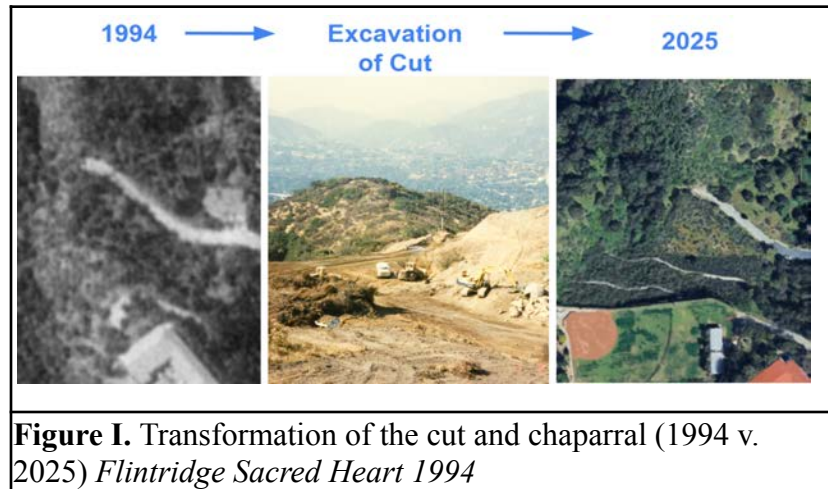 1994
Excavation
of Cut
2025
Figure I. Transformation of the cut and chaparral (1994 v.
2025) Flintridge Sacred Heart 1994